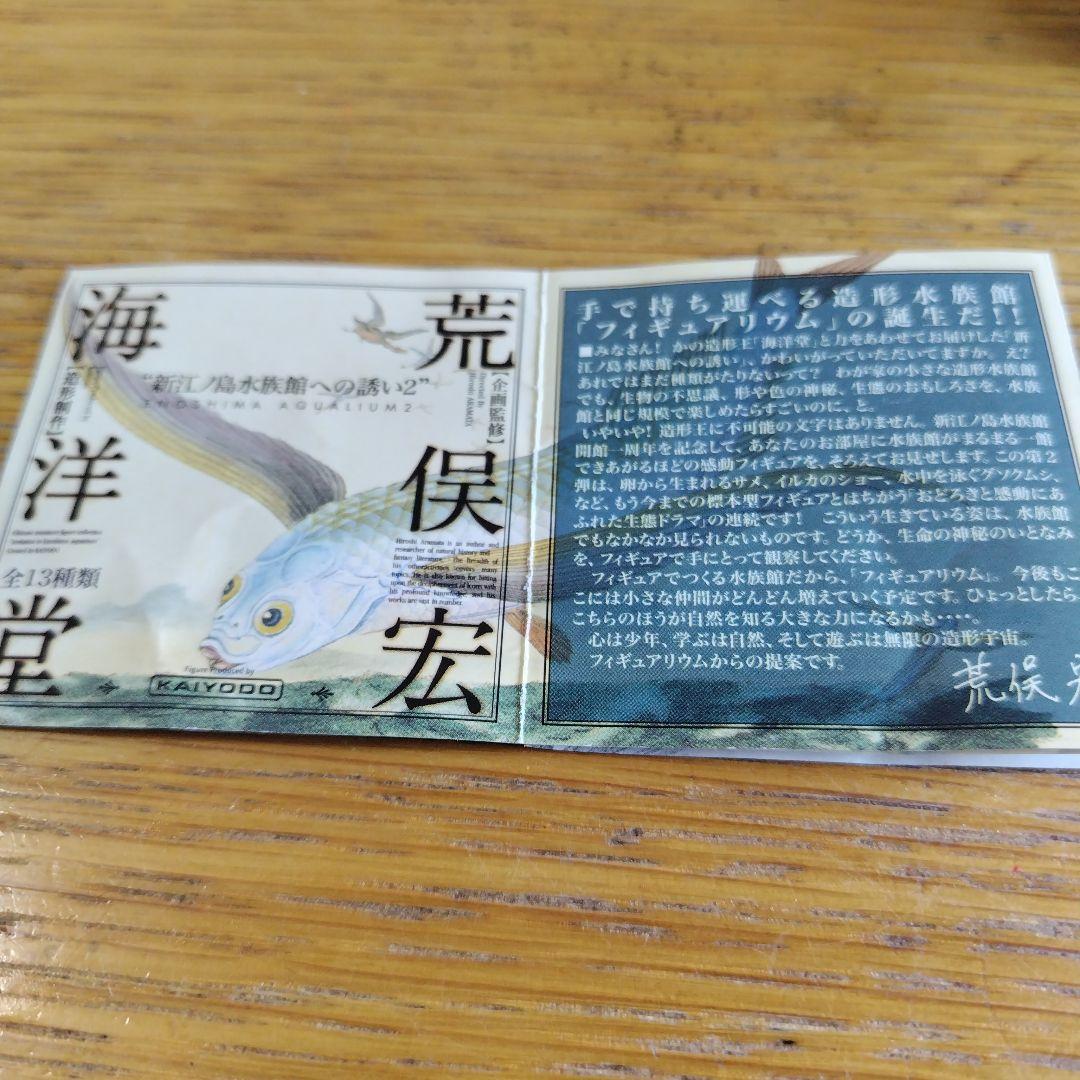 荒俣宏
【企画監修】
"新江ノ島水族館への誘い2"
ENOSHIMA AQUALIUM 2
海洋堂
【造形制作】
全13種類
Hiroshi Aramata is an author and
researcher of natural history and
fantasy literature.
his profound knowledge, and his
works are vast in number.
Figure Produced by
KAIYODO
手で持ち運べる造形水族館
「フィギュアリウム」の誕生だ!!
■みなさん! かの造形王「海洋堂」と力をあわせてお届けした「新
江ノ島水族館への誘い」、かわいがっていただいてますか。え?
あれではまだ種類がたりないって? わが家の小さな造形水族館
でも、生物の不思議、形や色の神秘、生態のおもしろさを、水族
館と同じ規模で楽しめたらすごいのに、と。
いやいや! 造形王に不可能の文字はありません。新江ノ島水族館
開館一周年を記念して、あなたのお部屋に水族館がまるまる一館
できあがるほどの感動フィギュアを、そろえてお見せします。この第2
弾は、卵から生まれるサメ、イルカのショー、水中を泳ぐグソクムシ、
など、もう今までの標本型フィギュアとはちがう「おどろきと感動にあ
ふれた生態ドラマ」の連続です! こういう生きている姿は、水族館
でもなかなか見られないものです。どうか、生命の神秘のいとなみ
を、フィギュアで手にとって観察してください。
フィギュアでつくる水族館だから、「フィギュアリウム」。 今後もこ
こには小さな仲間がどんどん増えていく予定です。ひょっとしたら、
こちらのほうが自然を知る大きな力になるかも・・・・。
心は少年、学ぶは自然、そして遊ぶは無限の造形宇宙。
フィギュアリウムからの提案です。
荒俣